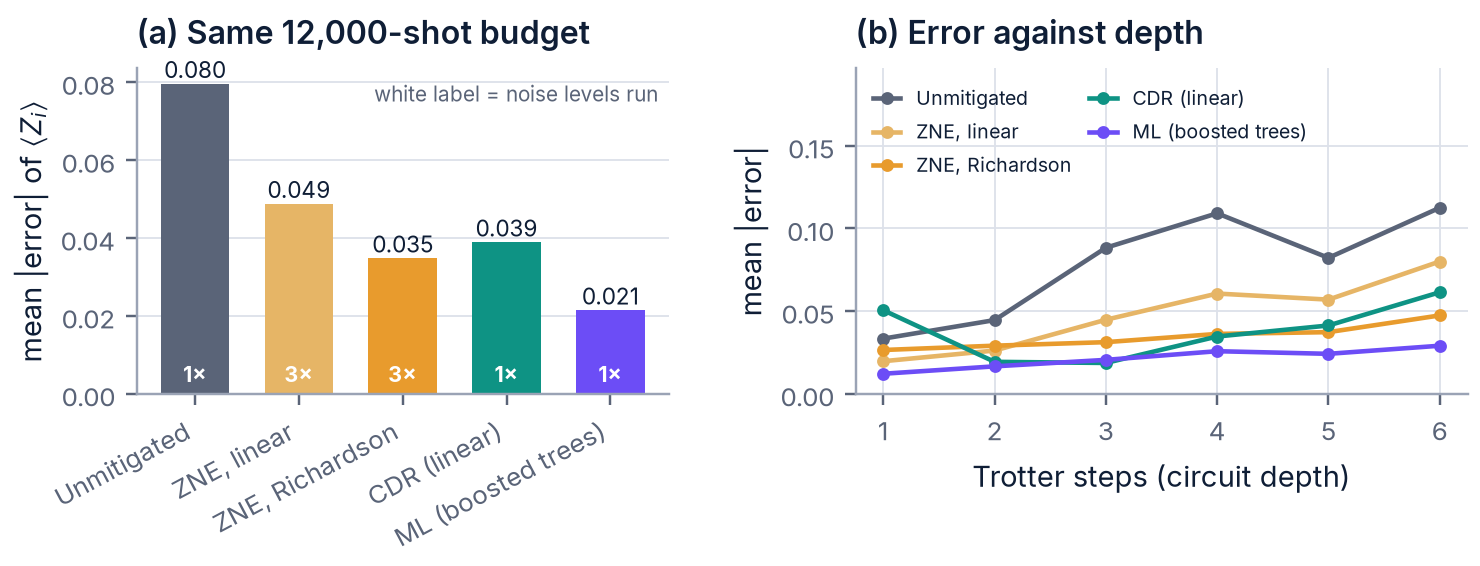 (a) Same 12,000-shot budget
mean |error| of ⟨Zᵢ⟩
0.08
0.06
0.04
0.02
0.00
white label = noise levels run
0.080
0.049
0.035
0.039
0.021
1×
3×
3×
1×
1×
Unmitigated
ZNE, linear
ZNE, Richardson
CDR (linear)
ML (boosted trees)
(b) Error against depth
mean |error|
0.15
0.10
0.05
0.00
Unmitigated
ZNE, linear
ZNE, Richardson
CDR (linear)
ML (boosted trees)
1
2
3
4
5
6
Trotter steps (circuit depth)